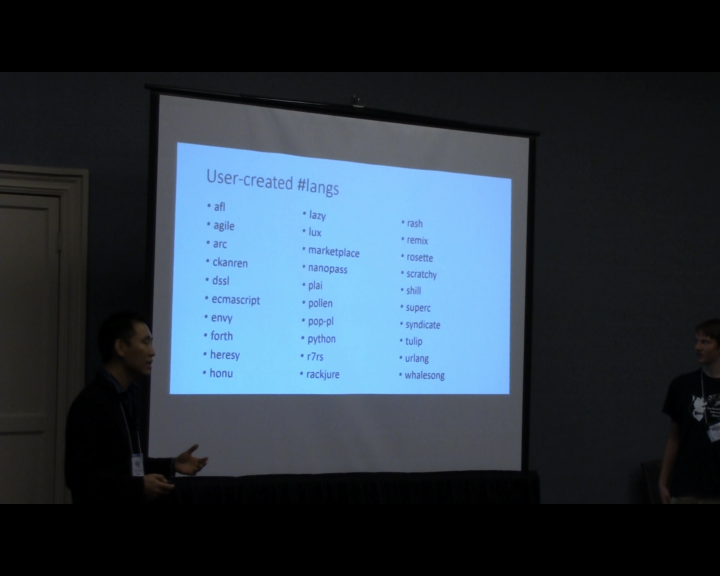 User-created #langs
• afl
• agile
• arc
• ckanren
• dssl
• ecmascript
• envy
• forth
• heresy
• honu
• lazy
• lux
• marketplace
• nanopass
• plai
• pollen
• pop-pl
• python
• r7rs
• rackjure
• rash
• remix
• rosette
• scratchy
• shill
• superc
• syndicate
• tulip
• urlang
• whalesong